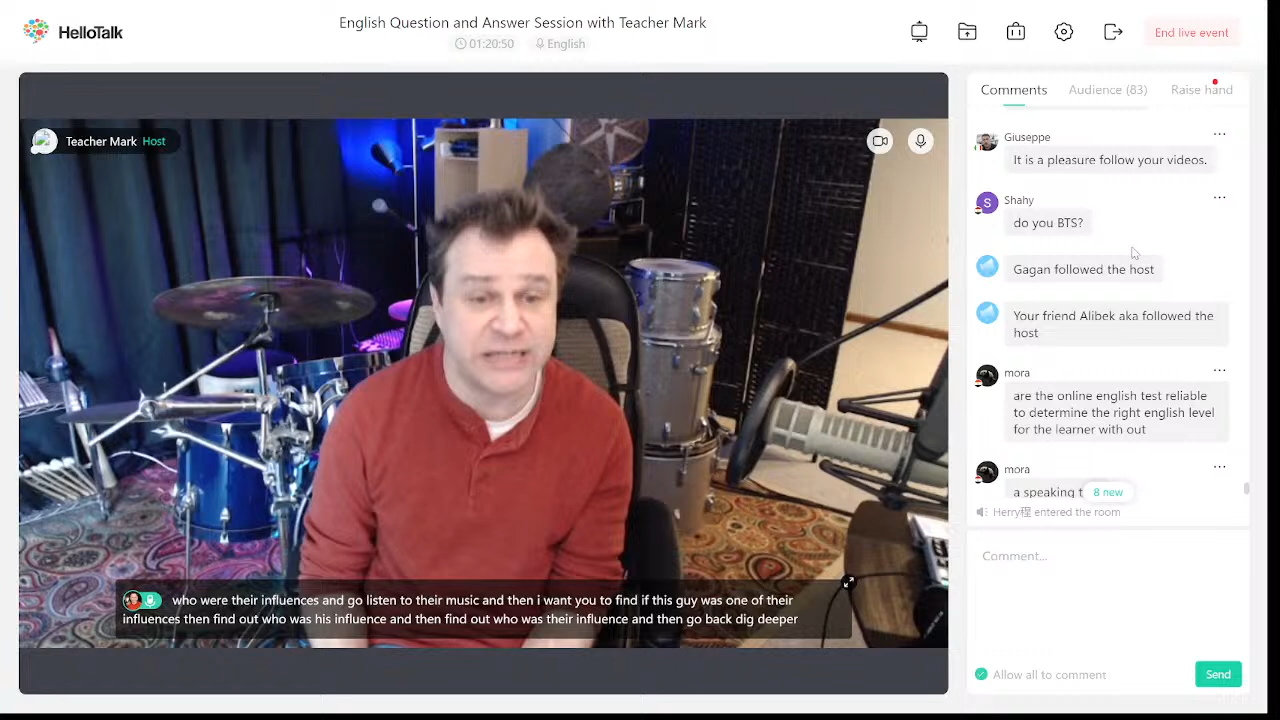 HelloTalk
English Question and Answer Session with Teacher Mark
01:20:50 English
End live event
Teacher Mark Host
who were their influences and go listen to their music and then i want you to find if this guy was one of their
influences then find out who was his influence and then find out who was their influence and then go back dig deeper
Comments Audience (83) Raise hand
Giuseppe
It is a pleasure follow your videos.
S
Shahy
do you BTS?
Gagan followed the host
Your friend Alibek aka followed the
host
mora
are the online english test reliable
to determine the right english level
for the learner with out
mora
a speaking t
8 new
Herry程 entered the room
Comment...
Allow all to comment
Send